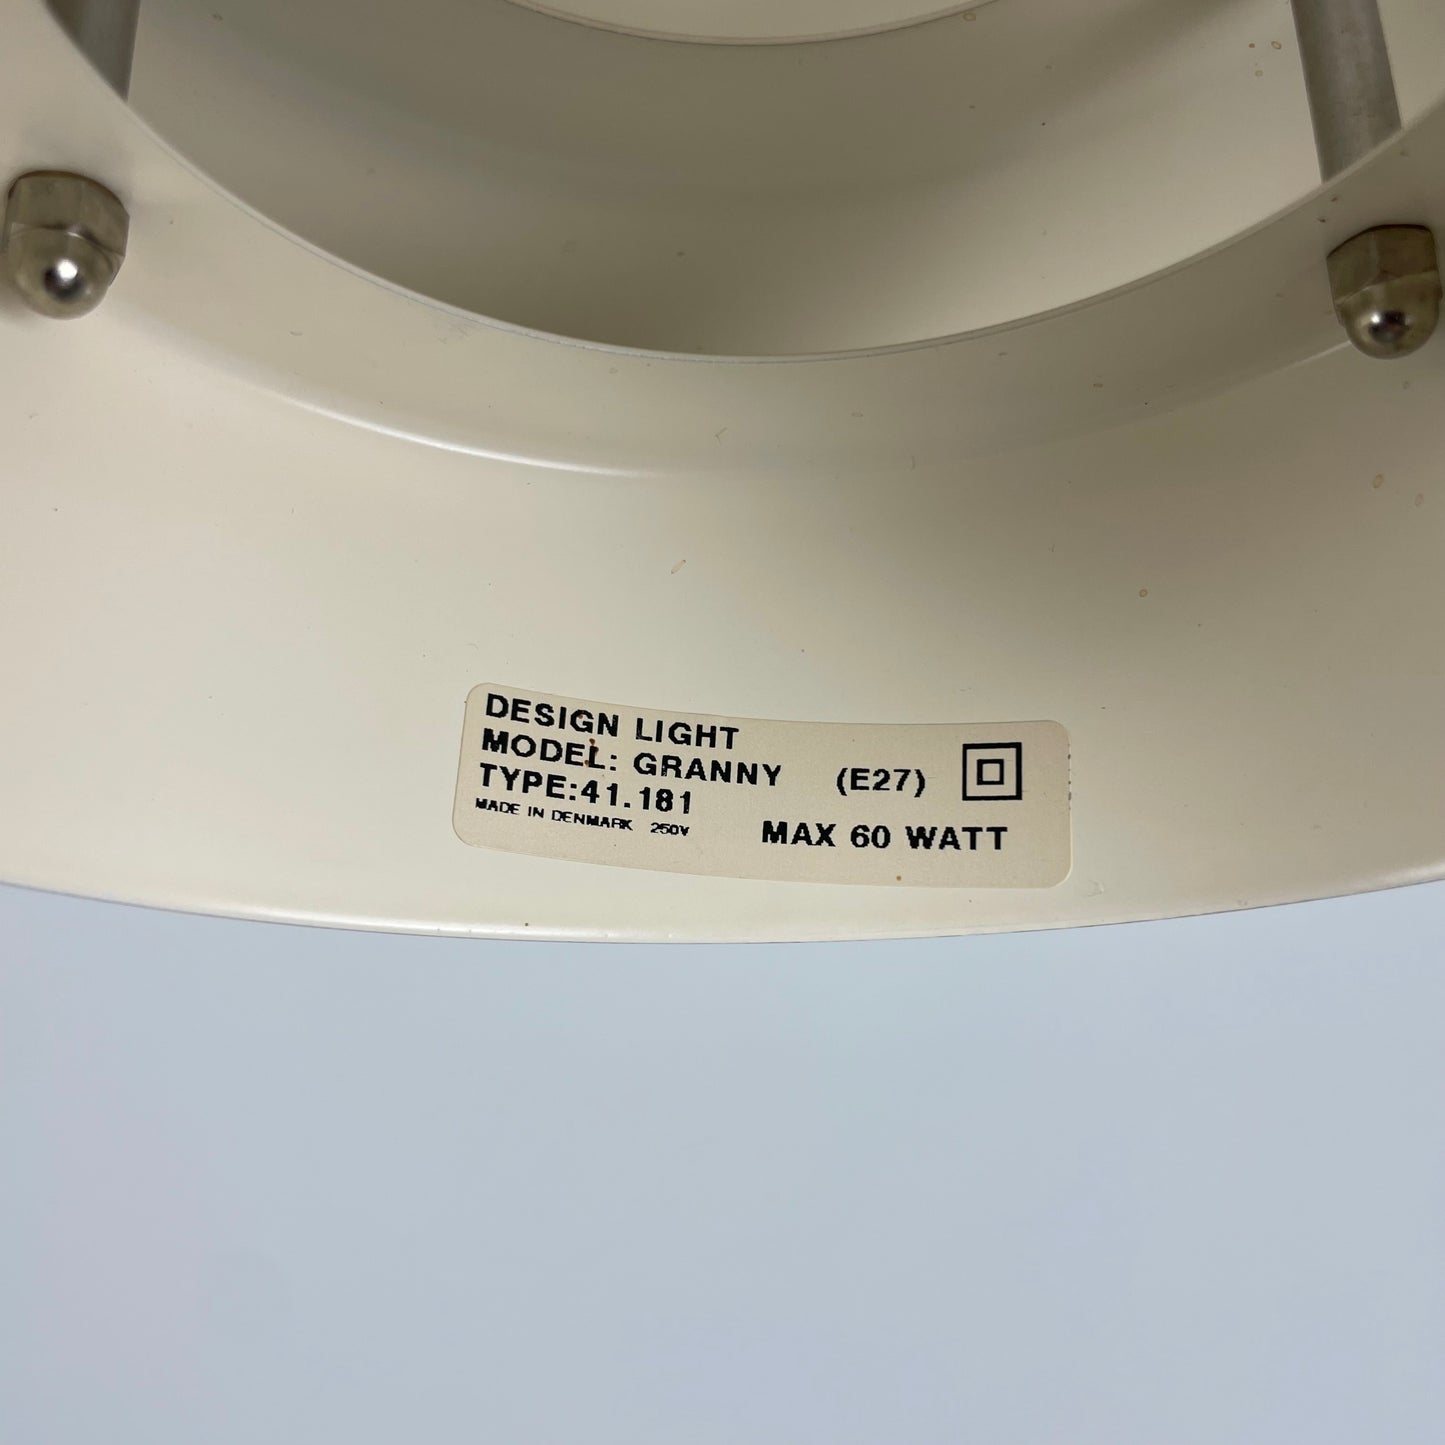 DESIGN LIGHT
MODEL: GRANNY (E27)
TYPE:41.181
MADE IN DENMARK 250V MAX 60 WATT